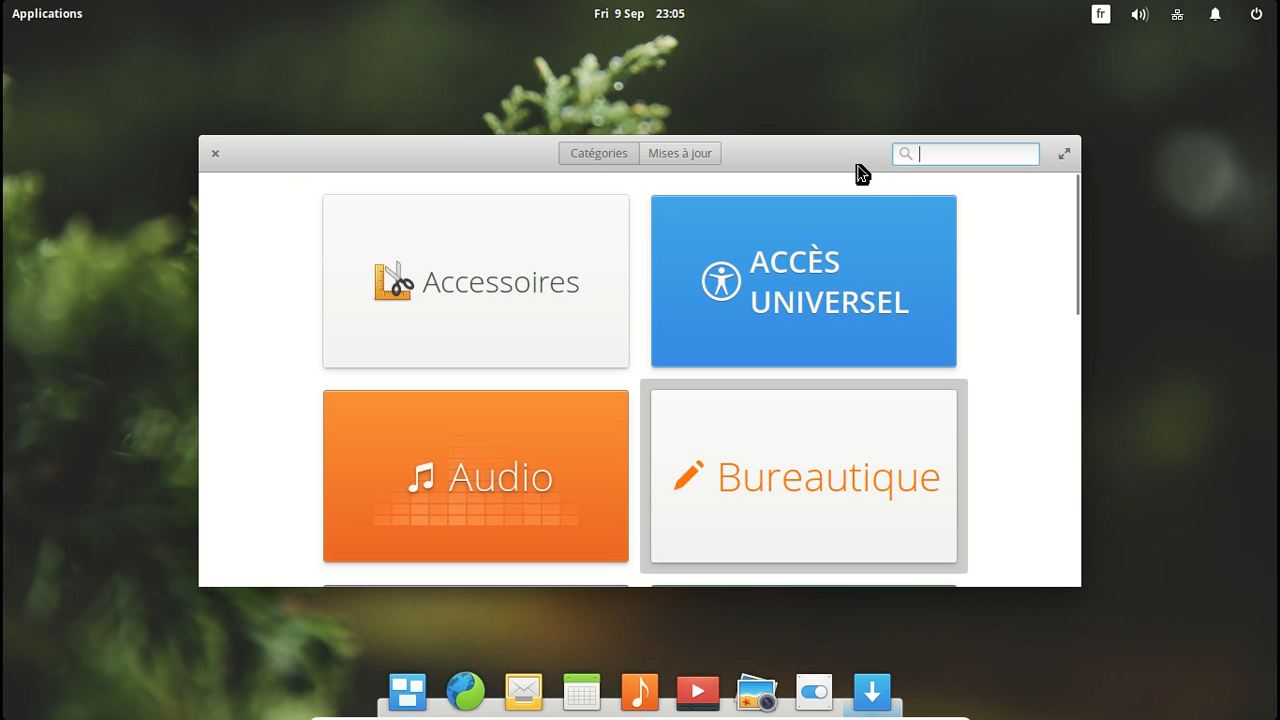 Applications
Fri 9 Sep 23:05
fr
Catégories
Mises à jour
Accessoires
ACCÈS
UNIVERSEL
Audio
Bureautique